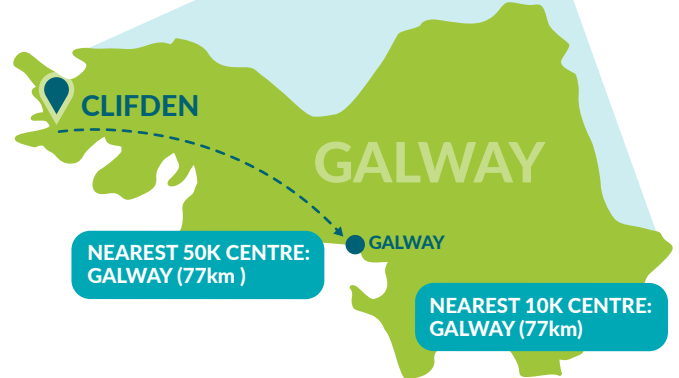 CLIFDEN
GALWAY
GALWAY
NEAREST 50K CENTRE:
GALWAY (77km )
NEAREST 10K CENTRE:
GALWAY (77km)